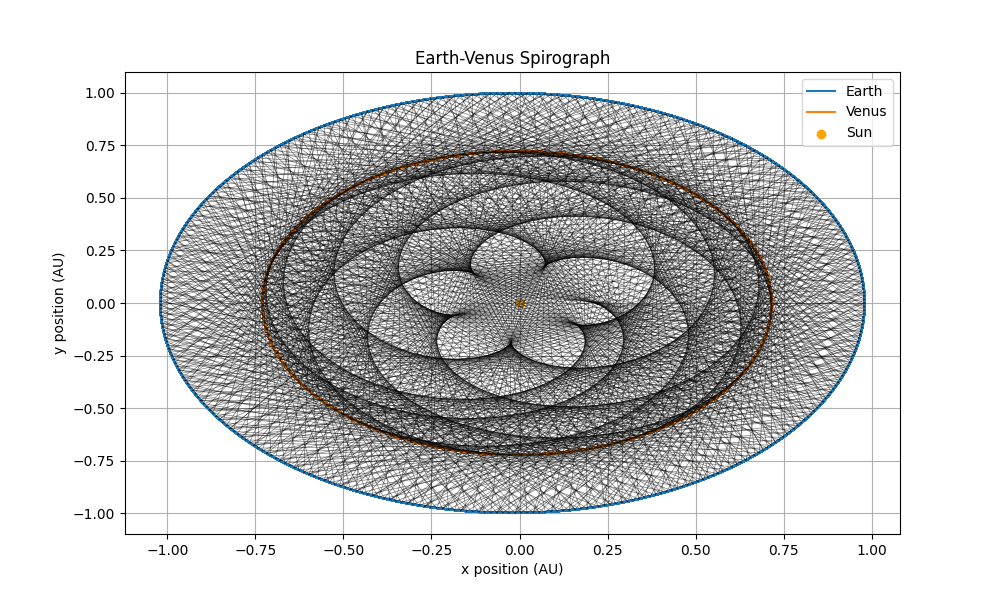 Earth-Venus Spirograph
Earth
Venus
Sun
1.00
0.75
0.50
0.25
0.00
−0.25
−0.50
−0.75
−1.00
y position (AU)
−1.00 −0.75 −0.50 −0.25 0.00 0.25 0.50 0.75 1.00
x position (AU)